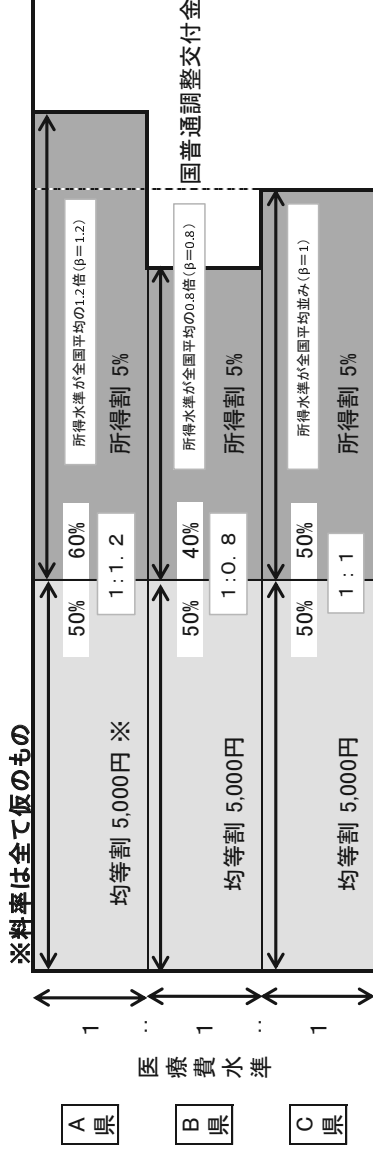 ※料率は全て仮のもの
医療費水準
A県
1
50%
60%
1：1．2
所得水準が全国平均の1.2倍（β＝1.2）
均等割 5,000円 ※
所得割 5%
：
B県
1
50%
40%
1：0．8
所得水準が全国平均の0.8倍（β＝0.8）
国普通調整交付金
均等割 5,000円
所得割 5%
：
C県
1
50%
50%
1：1
所得水準が全国平均並み（β＝1）
均等割 5,000円
所得割 5%